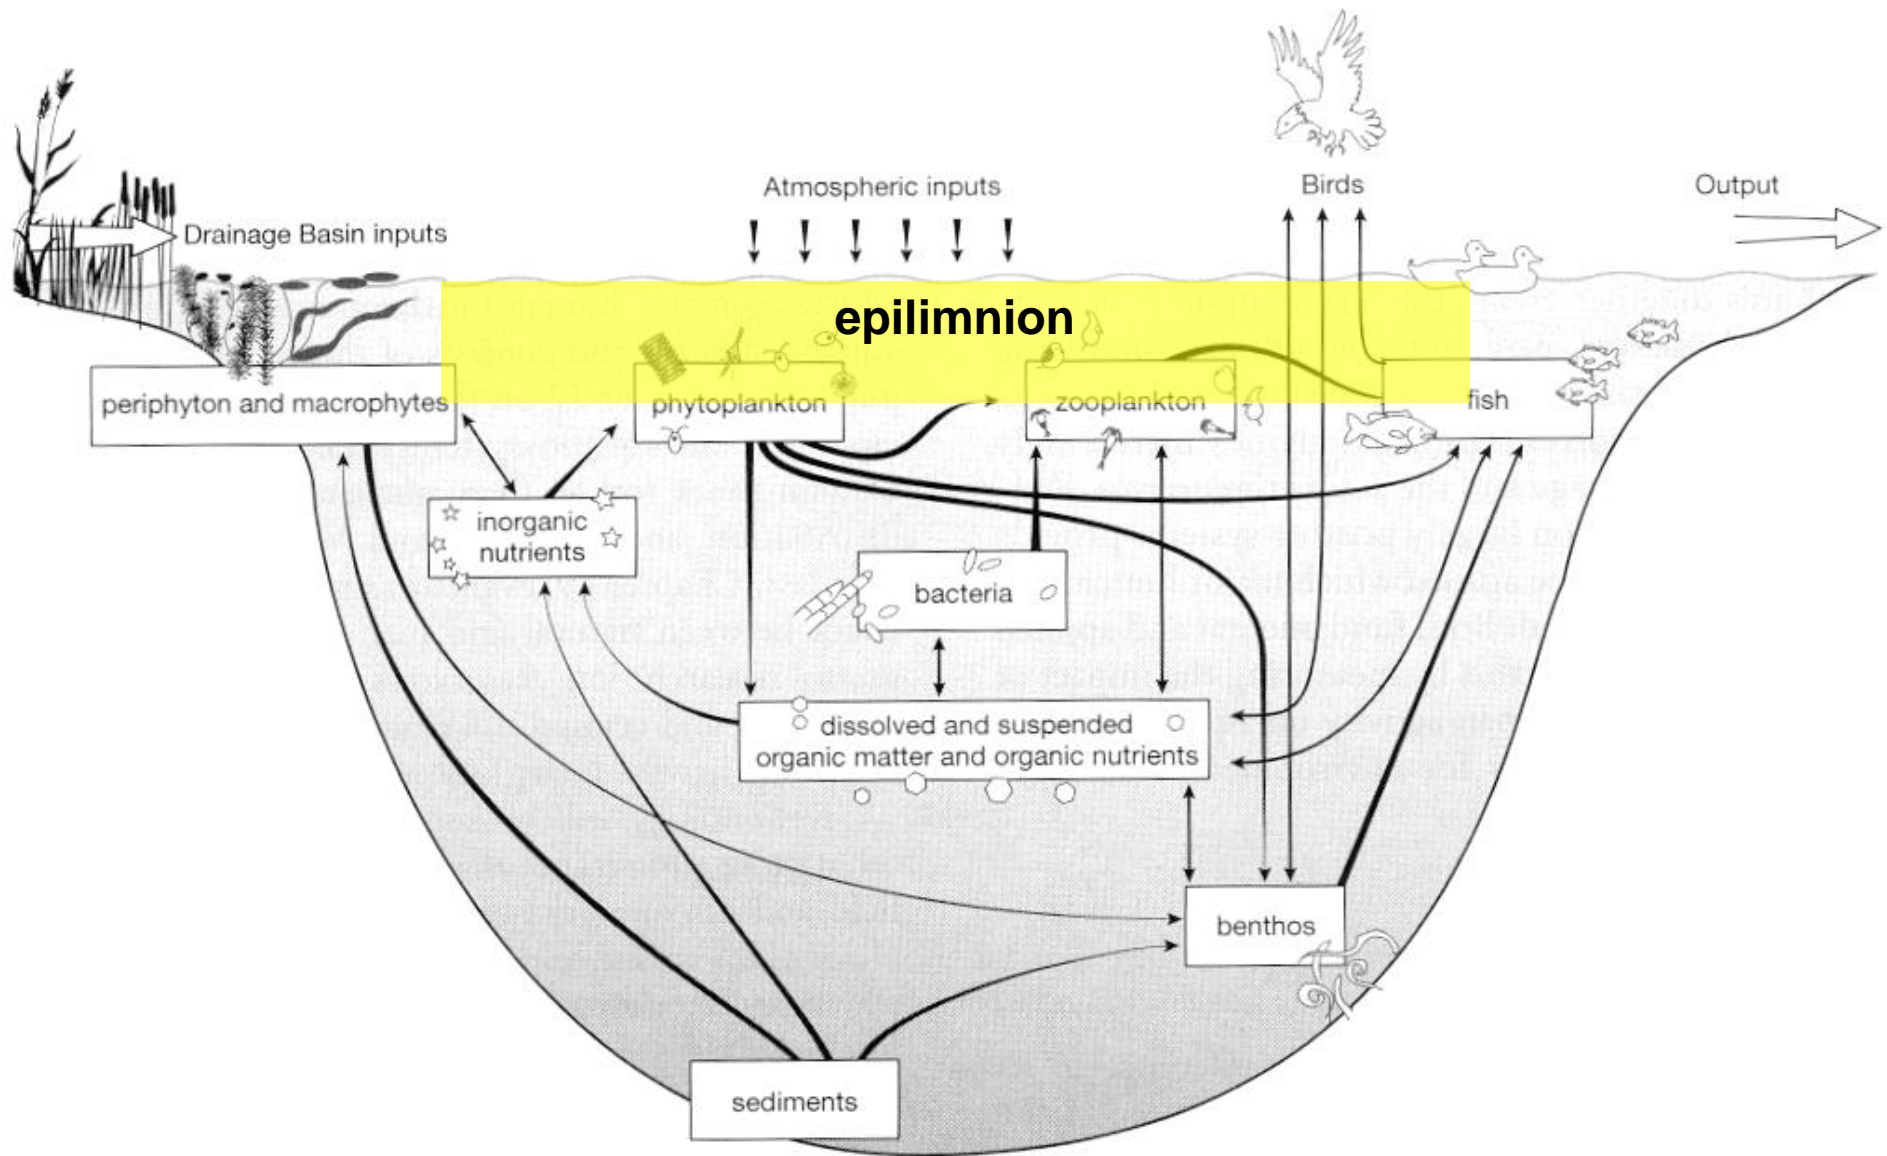 Atmospheric inputs
Birds
Output
Drainage Basin inputs
epilimnion
periphyton and macrophytes
phytoplankton
zooplankton
fish
inorganic
nutrients
bacteria
dissolved and suspended
organic matter and organic nutrients
benthos
sediments